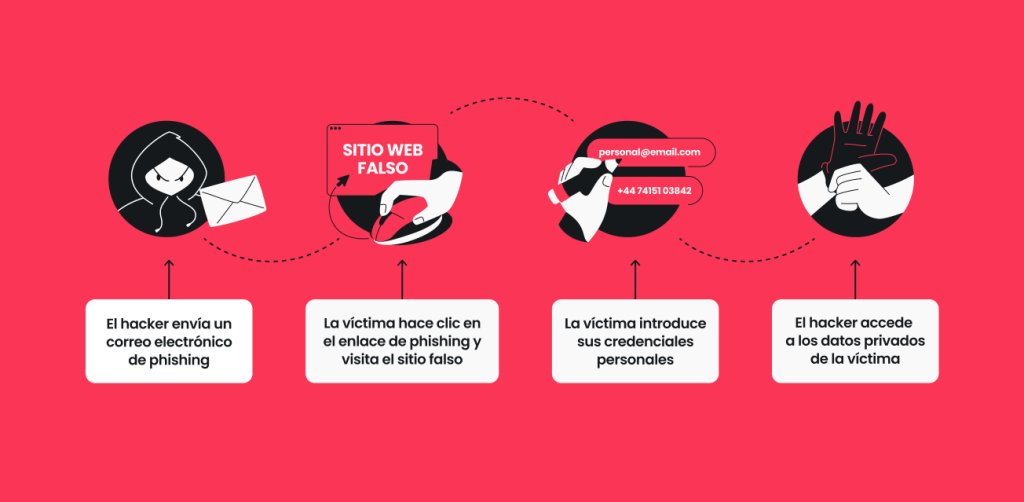 SITIO WEB
FALSO
personal@email.com
+44 74151 03842
El hacker envía un
correo electrónico
de phishing
La víctima hace clic en
el enlace de phishing y
visita el sitio falso
La víctima introduce
sus credenciales
personales
El hacker accede
a los datos privados
de la víctima